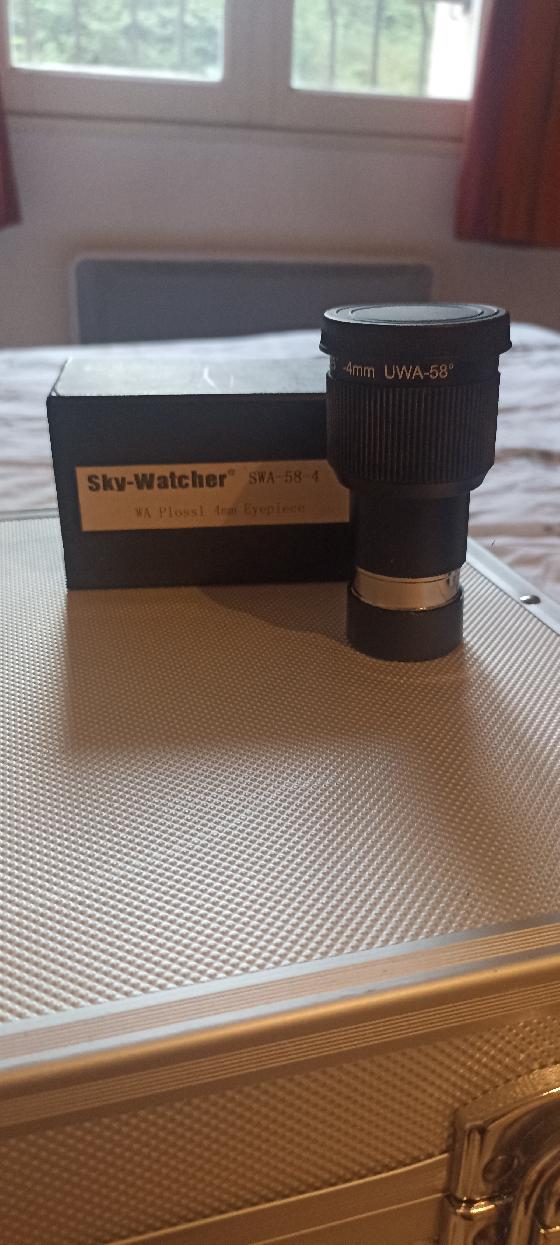 -4mm UWA-58°
Sky-Watcher® SWA-58-4
WA Plossl 4mm Eyepiece